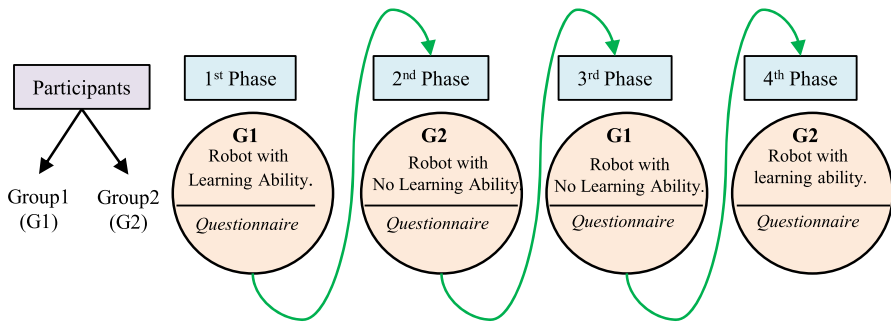 Participants
Group1
(G1)
Group2
(G2)
1st Phase
G1
Robot with
Learning Ability.
Questionnaire
2nd Phase
G2
Robot with
No Learning Ability.
Questionnaire
3rd Phase
G1
Robot with
No Learning Ability.
Questionnaire
4th Phase
G2
Robot with
learning ability.
Questionnaire